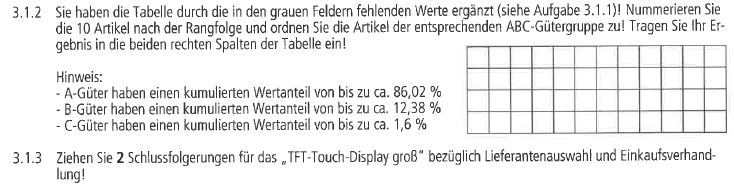 3.1.2 Sie haben die Tabelle durch die in den grauen Feldern fehlenden Werte ergänzt (siehe Aufgabe 3.1.1)! Nummerieren Sie
die 10 Artikel nach der Rangfolge und ordnen Sie die Artikel der entsprechenden ABC-Gütergruppe zu! Tragen Sie Ihr Er-
gebnis in die beiden rechten Spalten der Tabelle ein!
Hinweis:
- A-Güter haben einen kumulierten Wertanteil von bis zu ca. 86,02 %
- B-Güter haben einen kumulierten Wertanteil von bis zu ca. 12,38 %
- C-Güter haben einen kumulierten Wertanteil von bis zu ca. 1,6 %
3.1.3 Ziehen Sie 2 Schlussfolgerungen für das „TFT-Touch-Display groß" bezüglich Lieferantenauswahl und Einkaufsverhand-
lung!